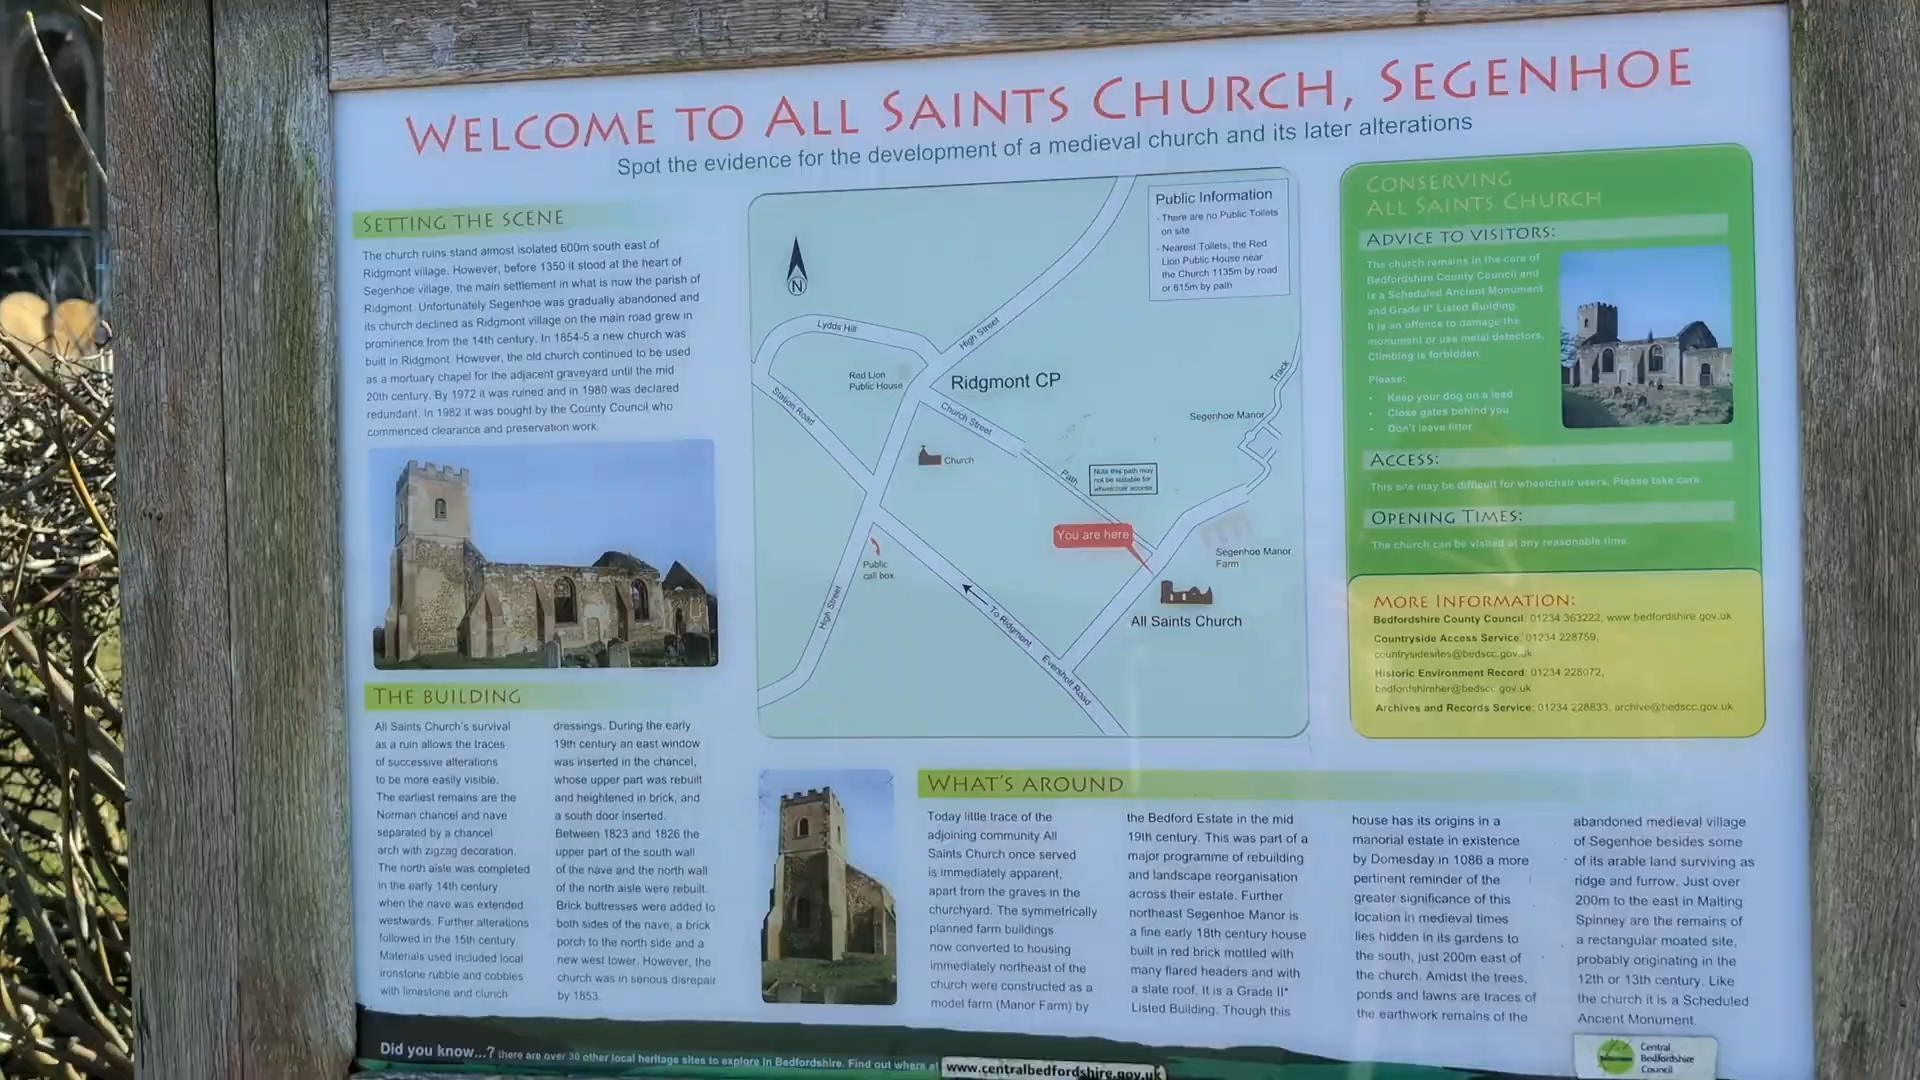 WELCOME TO ALL SAINTS CHURCH, SEGENHOE
Spot the evidence for the development of a medieval church and its later alterations
SETTING THE SCENE
The church ruins stand almost isolated 600m south east of
Ridgmont village. However, before 1350 it stood at the heart of
Segenhoe village, the main settlement in what is now the parish of
Ridgmont. Unfortunately Segenhoe was gradually abandoned and
its church declined as Ridgmont village on the main road grew in
prominence from the 14th century. In 1854-5 a new church was
built in Ridgmont. However, the old church continued to be used
as a mortuary chapel for the adjacent graveyard until the mid
20th century. By 1972 it was ruined and in 1980 was declared
redundant. In 1982 it was bought by the County Council who
commenced clearance and preservation work.
THE BUILDING
All Saints Church's survival
as a ruin allows the traces
of successive alterations
to be more easily visible.
The earliest remains are the
Norman chancel and nave
separated by a chancel
arch with zigzag decoration.
The north aisle was completed
in the early 14th century
when the nave was extended
westwards. Further alterations
followed in the 15th century.
Materials used included local
ironstone rubble and cobbles
with limestone and clunch
dressings. During the early
19th century an east window
was inserted in the chancel,
whose upper part was rebuilt
and heightened in brick, and
a south door inserted.
Between 1823 and 1826 the
upper part of the south wall
of the nave and the north wall
of the north aisle were rebuilt.
Brick buttresses were added to
both sides of the nave, a brick
porch to the north side and a
new west tower. However, the
church was in serious disrepair
by 1853.
N
Public Information
- There are no Public Toilets
on site
- Nearest Toilets, the Red
Lion Public House near
the Church 1135m by road
or 615m by path
Lydds Hill
High Street
Red Lion
Public House
Ridgmont CP
Track
Station Road
Church Street
Segenhoe Manor
Church
Path
Note this path may
not be suitable for
wheelchair access
You are here
Segenhoe Manor
Farm
Public
call box
High Street
To Ridgmont
All Saints Church
Eversholt Road
CONSERVING
ALL SAINTS CHURCH
ADVICE TO VISITORS:
The church remains in the care of
Bedfordshire County Council and
is a Scheduled Ancient Monument
and Grade II* Listed Building.
It is an offence to damage the
monument or use metal detectors.
Climbing is forbidden.
Please:
• Keep your dog on a lead
• Close gates behind you
• Don't leave litter
ACCESS:
This site may be difficult for wheelchair users. Please take care.
OPENING TIMES:
The church can be visited at any reasonable time.
MORE INFORMATION:
Bedfordshire County Council: 01234 363222, www.bedfordshire.gov.uk
Countryside Access Service: 01234 228759,
countrysidesites@bedscc.gov.uk
Historic Environment Record: 01234 228072,
bedfordshireher@bedscc.gov.uk
Archives and Records Service: 01234 228833, archive@bedscc.gov.uk
WHAT'S AROUND
Today little trace of the
adjoining community All
Saints Church once served
is immediately apparent,
apart from the graves in the
churchyard. The symmetrically
planned farm buildings
now converted to housing
immediately northeast of the
church were constructed as a
model farm (Manor Farm) by
the Bedford Estate in the mid
19th century. This was part of a
major programme of rebuilding
and landscape reorganisation
across their estate. Further
northeast Segenhoe Manor is
a fine early 18th century house
built in red brick mottled with
many flared headers and with
a slate roof. It is a Grade II*
Listed Building. Though this
house has its origins in a
manorial estate in existence
by Domesday in 1086 a more
pertinent reminder of the
greater significance of this
location in medieval times
lies hidden in its gardens to
the south, just 200m east of
the church. Amidst the trees,
ponds and lawns are traces of
the earthwork remains of the
abandoned medieval village
of Segenhoe besides some
of its arable land surviving as
ridge and furrow. Just over
200m to the east in Malting
Spinney are the remains of
a rectangular moated site,
probably originating in the
12th or 13th century. Like
the church it is a Scheduled
Ancient Monument.
Did you know...? there are over 30 other local heritage sites to explore in Bedfordshire. Find out where at www.centralbedfordshire.gov.uk
Central
Bedfordshire
Council